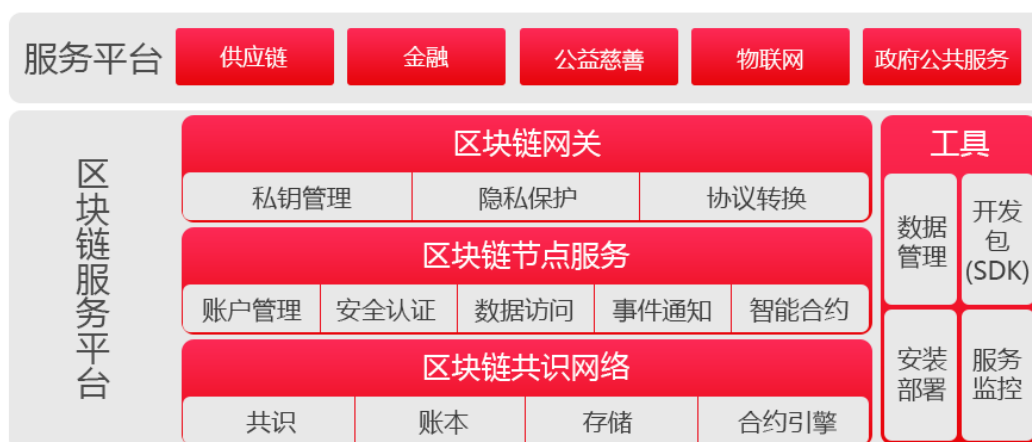 服务平台
供应链
金融
公益慈善
物联网
政府公共服务
区块链服务平台
区块链网关
私钥管理
隐私保护
协议转换
区块链节点服务
账户管理
安全认证
数据访问
事件通知
智能合约
区块链共识网络
共识
账本
存储
合约引擎
工具
数据
管理
开发
包
(SDK)
安装
部署
服务
监控